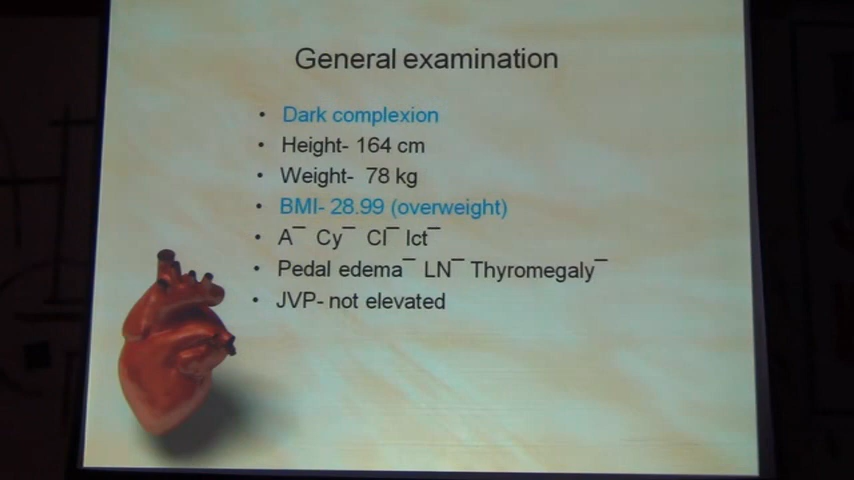 General examination
• Dark complexion
• Height- 164 cm
• Weight- 78 kg
• BMI- 28.99 (overweight)
• A¯ Cy¯ Cl¯ Ict¯
• Pedal edema¯ LN¯ Thyromegaly¯
• JVP- not elevated